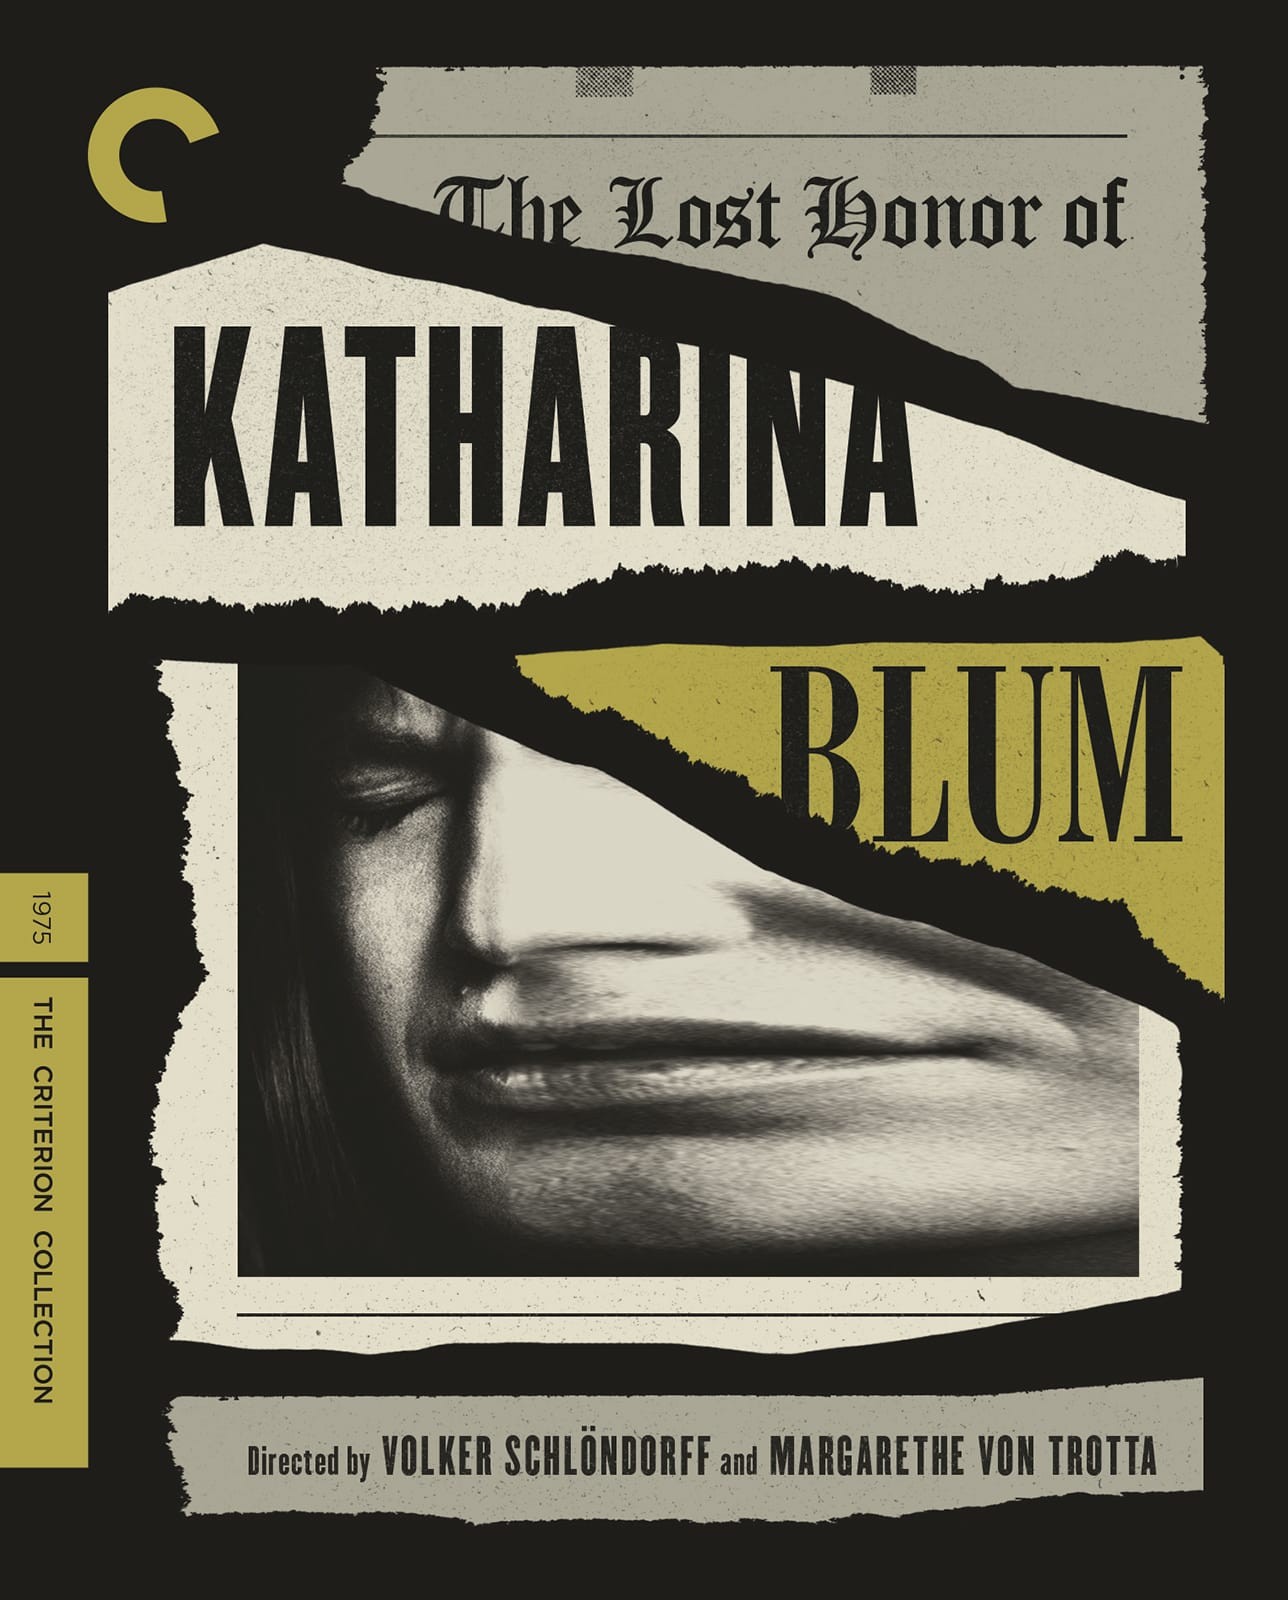 The Lost Honor of
KATHARINA
BLUM
1975
THE CRITERION COLLECTION
Directed by VOLKER SCHLÖNDORFF and MARGARETHE VON TROTTA